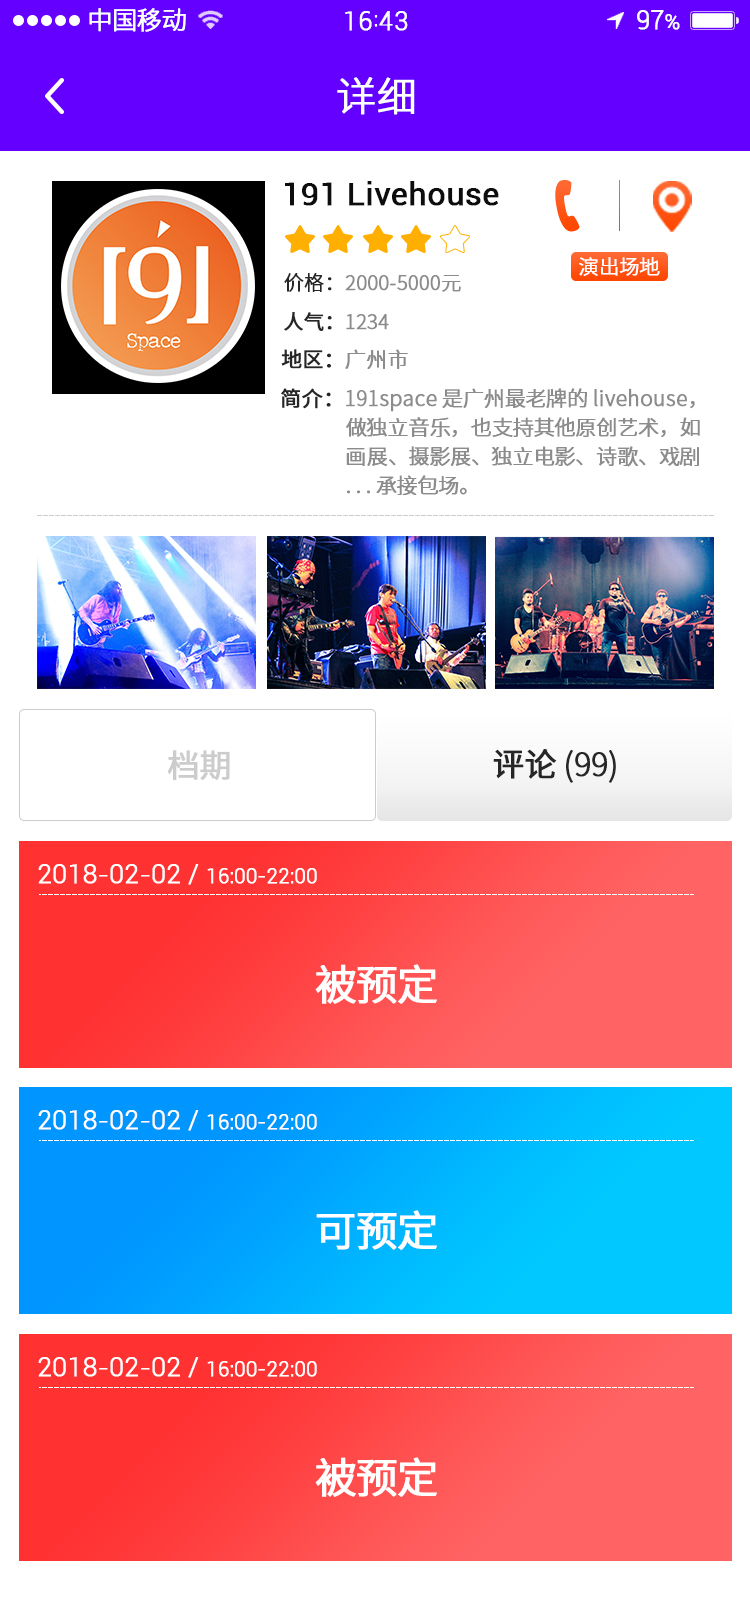 中国移动 16:43 97%
详细
[9]
Space
191 Livehouse
演出场地
价格：2000-5000元
人气：1234
地区：广州市
简介：191space 是广州最老牌的 livehouse，
做独立音乐，也支持其他原创艺术，如
画展、摄影展、独立电影、诗歌、戏剧
... 承接包场。
档期
评论 (99)
2018-02-02 / 16:00-22:00
被预定
2018-02-02 / 16:00-22:00
可预定
2018-02-02 / 16:00-22:00
被预定